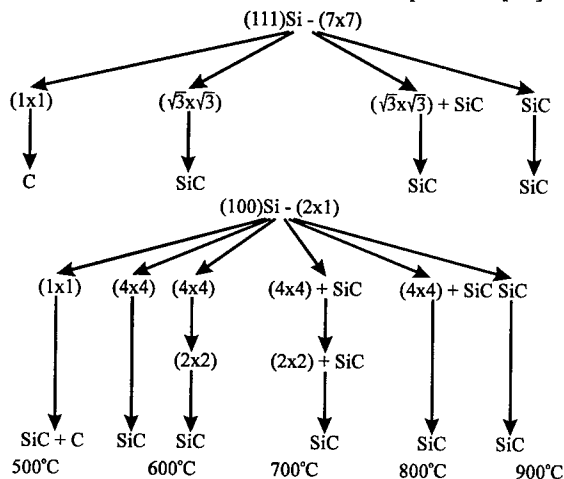 (111)Si - (7x7)
(1x1) (√3x√3) (√3x√3) + SiC SiC
C SiC SiC SiC
(100)Si - (2x1)
(1x1) (4x4) (4x4) (4x4) + SiC (4x4) + SiC SiC
(2x2) (2x2) + SiC
SiC + C SiC SiC SiC SiC SiC
500°C 600°C 700°C 800°C 900°C